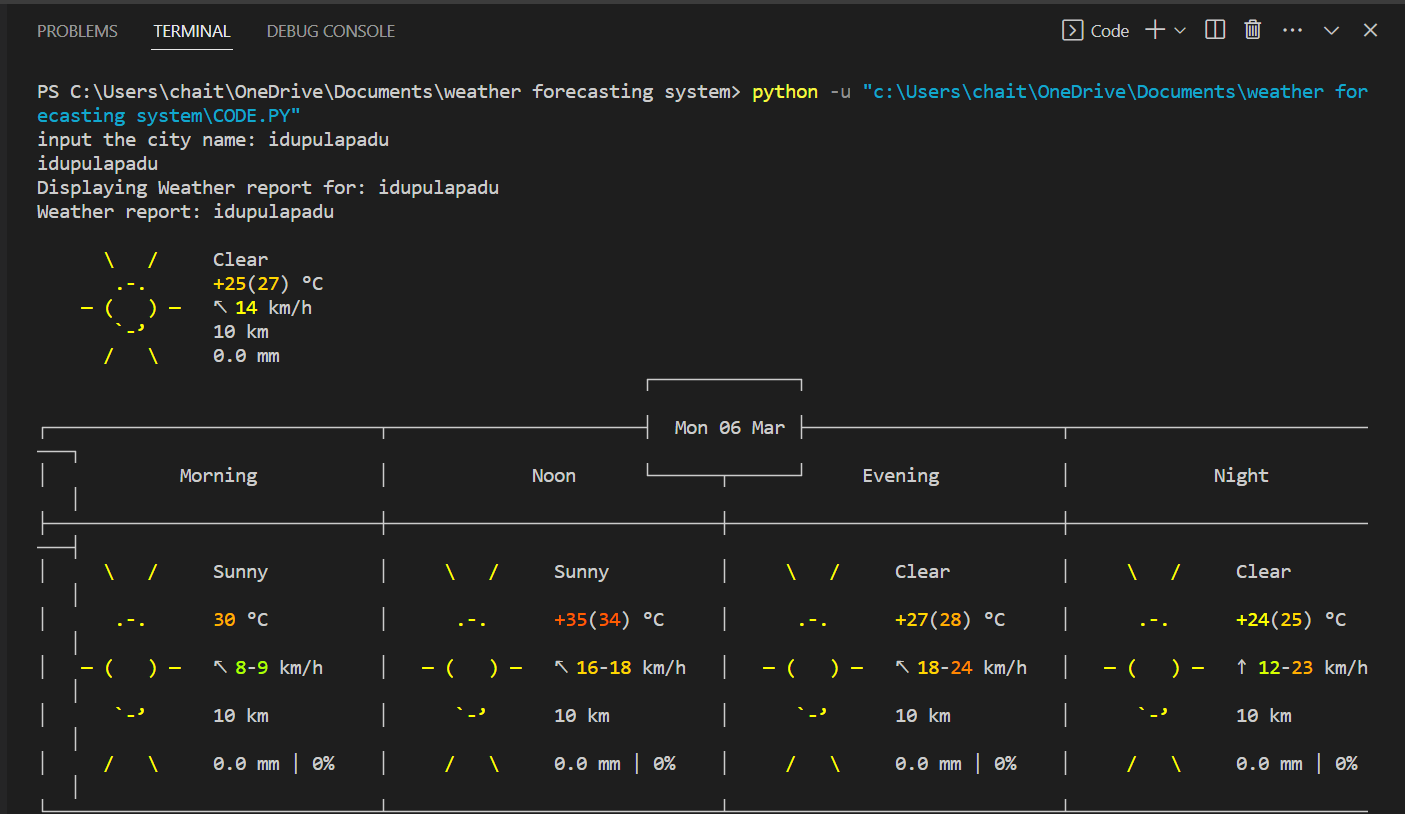 PROBLEMS TERMINAL DEBUG CONSOLE Code
PS C:\Users\chait\OneDrive\Documents\weather forecasting system> python -u "c:\Users\chait\OneDrive\Documents\weather for
ecasting system\CODE.PY"
input the city name: idupulapadu
idupulapadu
Displaying Weather report for: idupulapadu
Weather report: idupulapadu
Clear
+25(27) °C
↖ 14 km/h
10 km
0.0 mm
Mon 06 Mar
Morning Noon Evening Night
Sunny Sunny Clear Clear
30 °C +35(34) °C +27(28) °C +24(25) °C
↖ 8-9 km/h ↖ 16-18 km/h ↖ 18-24 km/h ↑ 12-23 km/h
10 km 10 km 10 km 10 km
0.0 mm | 0% 0.0 mm | 0% 0.0 mm | 0% 0.0 mm | 0%